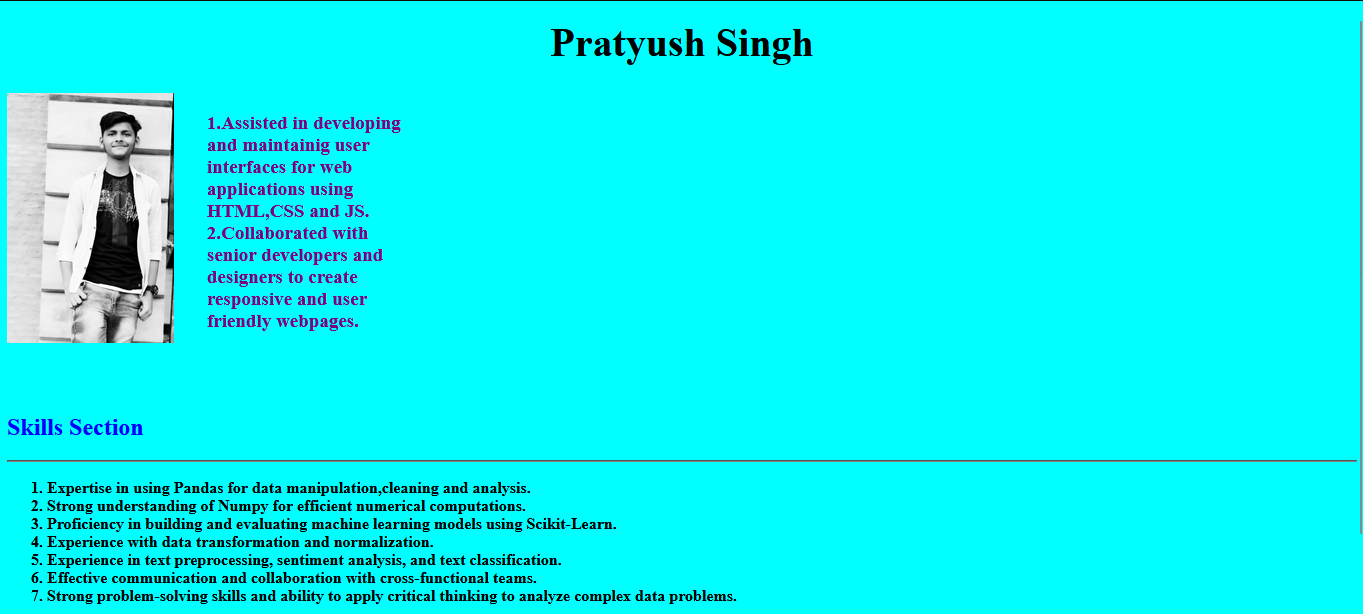 Pratyush Singh
1.Assisted in developing
and maintainig user
interfaces for web
applications using
HTML,CSS and JS.
2.Collaborated with
senior developers and
designers to create
responsive and user
friendly webpages.
Skills Section
1. Expertise in using Pandas for data manipulation,cleaning and analysis.
2. Strong understanding of Numpy for efficient numerical computations.
3. Proficiency in building and evaluating machine learning models using Scikit-Learn.
4. Experience with data transformation and normalization.
5. Experience in text preprocessing, sentiment analysis, and text classification.
6. Effective communication and collaboration with cross-functional teams.
7. Strong problem-solving skills and ability to apply critical thinking to analyze complex data problems.